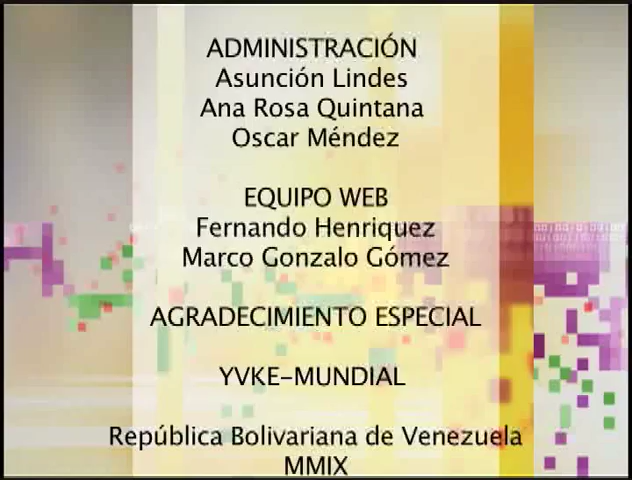 ADMINISTRACIÓN
Asunción Lindes
Ana Rosa Quintana
Oscar Méndez
EQUIPO WEB
Fernando Henriquez
Marco Gonzalo Gómez
AGRADECIMIENTO ESPECIAL
YVKE-MUNDIAL
República Bolivariana de Venezuela
MMIX